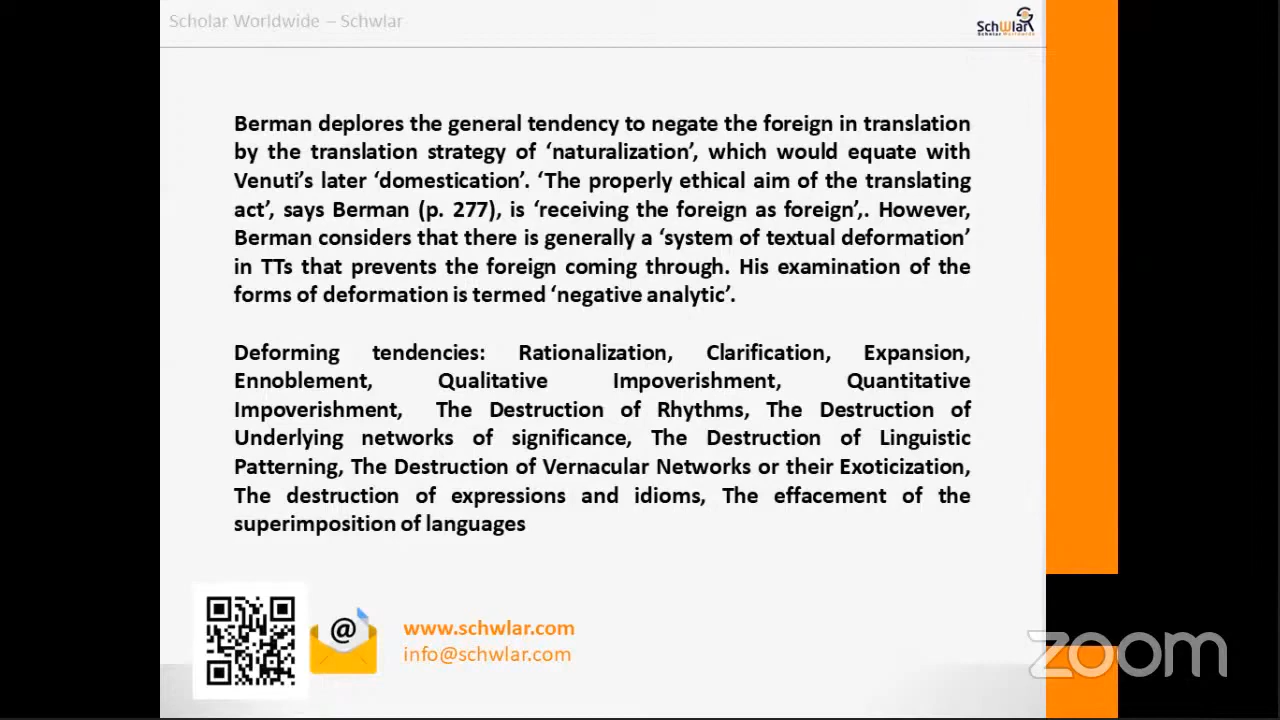 Scholar Worldwide – Schwlar
SchWlar
Scholar Worldwide
Berman deplores the general tendency to negate the foreign in translation
by the translation strategy of ‘naturalization’, which would equate with
Venuti’s later ‘domestication’. ‘The properly ethical aim of the translating
act’, says Berman (p. 277), is ‘receiving the foreign as foreign’,. However,
Berman considers that there is generally a ‘system of textual deformation’
in TTs that prevents the foreign coming through. His examination of the
forms of deformation is termed ‘negative analytic’.
Deforming tendencies: Rationalization, Clarification, Expansion,
Ennoblement, Qualitative Impoverishment, Quantitative
Impoverishment, The Destruction of Rhythms, The Destruction of
Underlying networks of significance, The Destruction of Linguistic
Patterning, The Destruction of Vernacular Networks or their Exoticization,
The destruction of expressions and idioms, The effacement of the
superimposition of languages
@
www.schwlar.com
info@schwlar.com
zoom